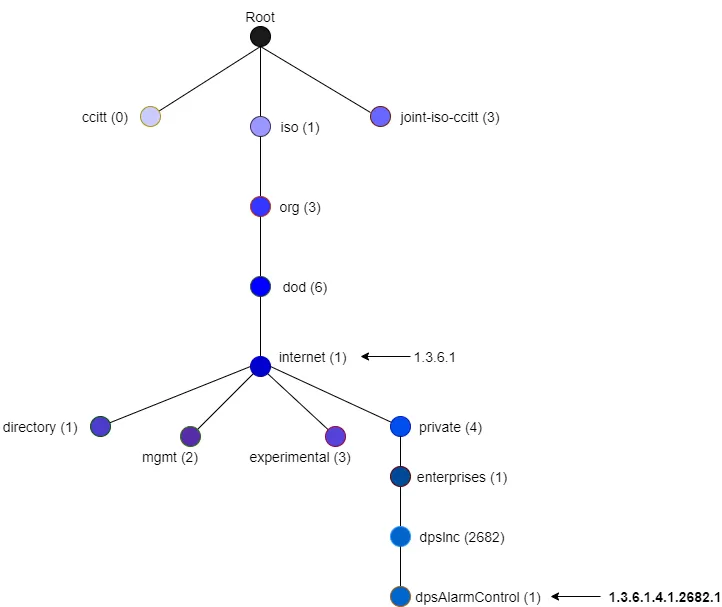 Root
ccitt (0)
iso (1)
joint-iso-ccitt (3)
org (3)
dod (6)
internet (1)
1.3.6.1
directory (1)
mgmt (2)
experimental (3)
private (4)
enterprises (1)
dpsInc (2682)
dpsAlarmControl (1)
1.3.6.1.4.1.2682.1